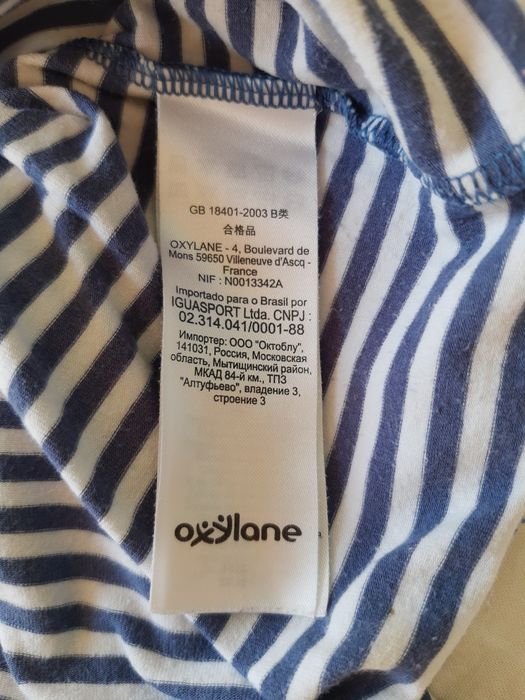 GB 18401-2003 B类
合格品
OXYLANE - 4, Boulevard de
Mons 59650 Villeneuve d'Ascq -
France
NIF : N0013342A
Importado para o Brasil por
IGUASPORT Ltda. CNPJ :
02.314.041/0001-88
Импортер: ООО "Октоблу",
141031, Россия, Московская
область, Мытищинский район,
МКАД 84-й км., ТПЗ
"Алтуфьево", владение 3,
строение 3
oxylane